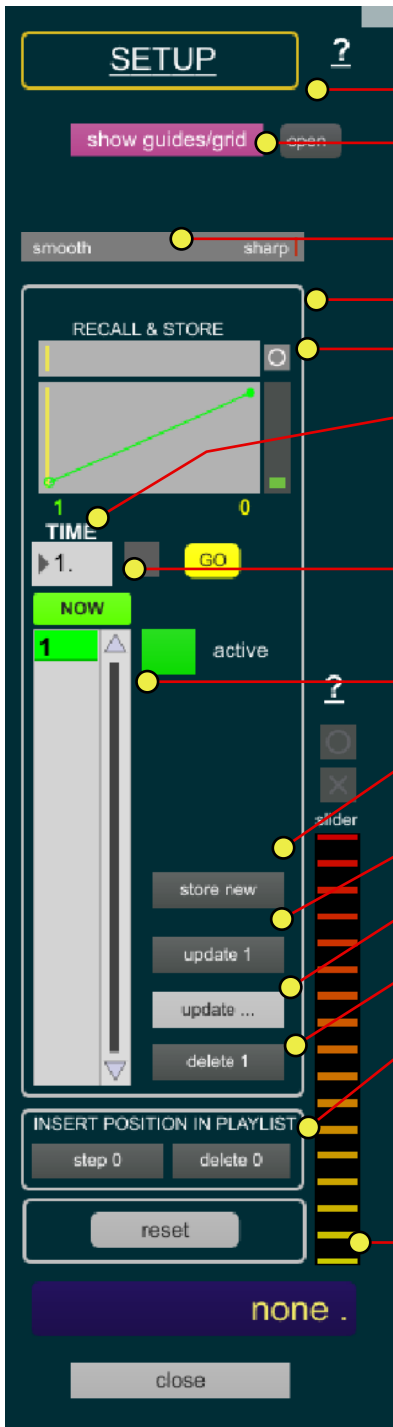 SETUP
?
show guides/grid
open
smooth
sharp
RECALL & STORE
1
0
TIME
1.
GO
NOW
1
active
?
slider
store new
update 1
update ...
delete 1
INSERT POSITION IN PLAYLIST
step 0
delete 0
reset
none .
close